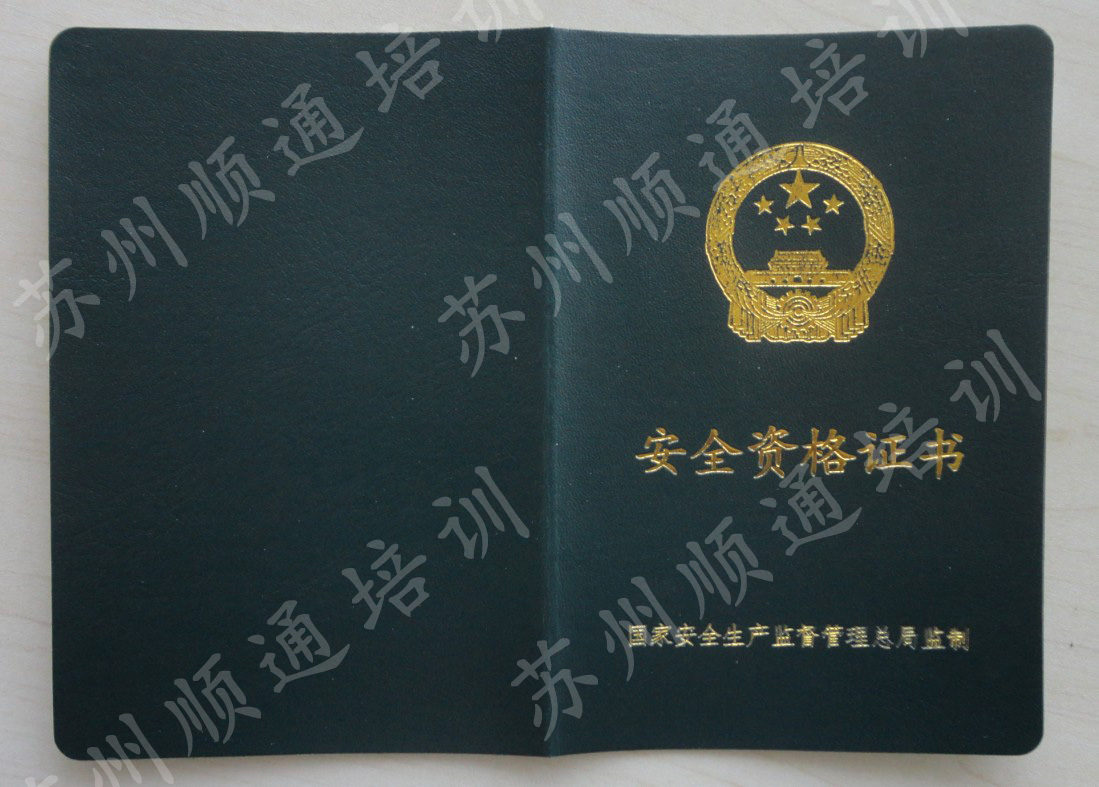 安全资格证书
国家安全生产监督管理总局监制
苏州顺通培训
苏州顺通培训
苏州顺通培训
苏州顺通培训